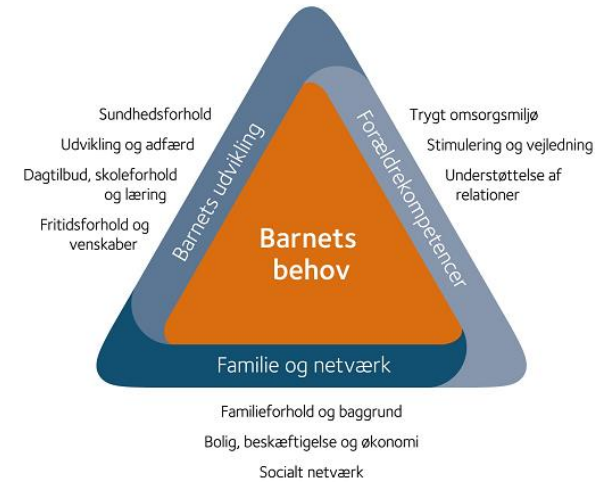 Sundhedsforhold
Udvikling og adfærd
Dagtilbud, skoleforhold
og læring
Fritidsforhold og
venskaber
Barnets udvikling
Barnets
behov
Forældrekompetencer
Trygt omsorgsmiljø
Stimulering og vejledning
Understøttelse af
relationer
Familie og netværk
Familieforhold og baggrund
Bolig, beskæftigelse og økonomi
Socialt netværk